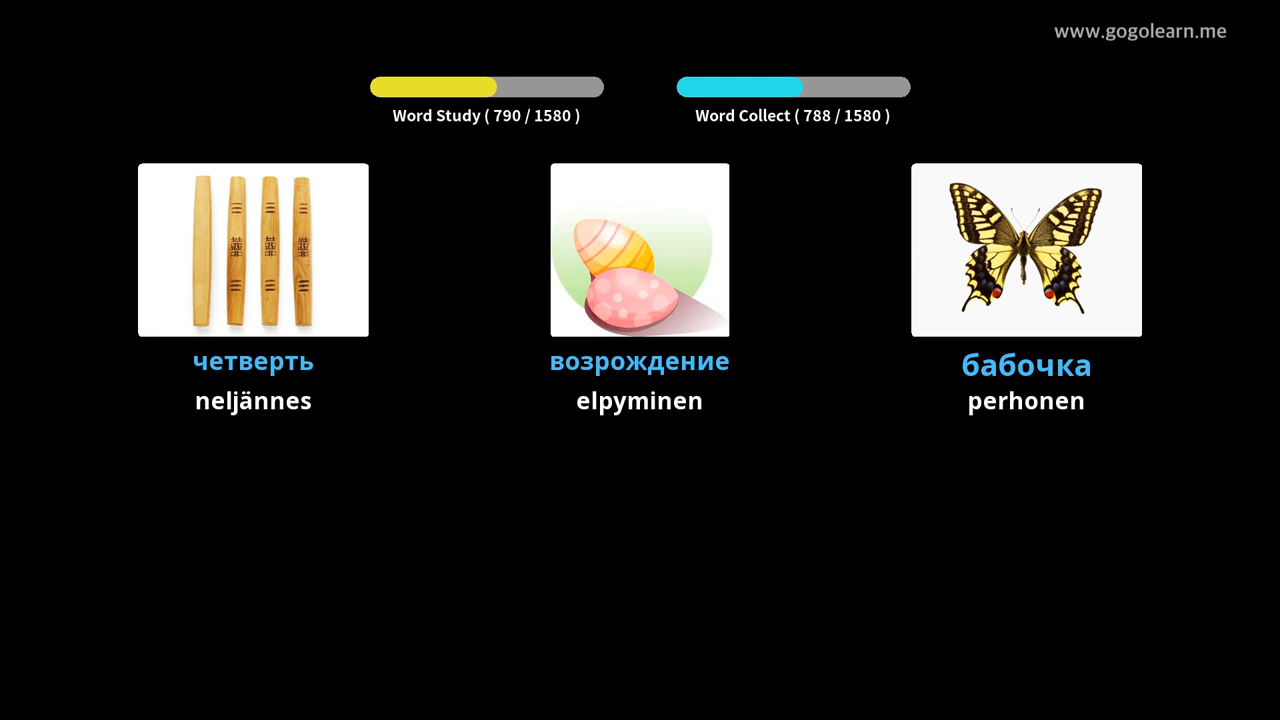 www.gogolearn.me
Word Study ( 790 / 1580 )
Word Collect ( 788 / 1580 )
четверть
возрождение
бабочка
neljännes
elpyminen
perhonen